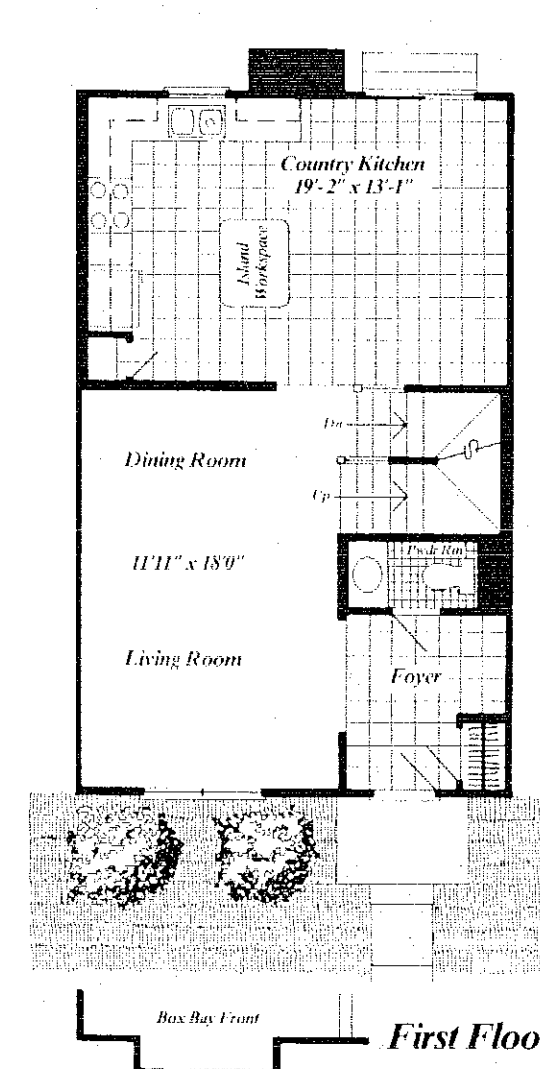 Country Kitchen
19'-2" x 13'-1"
Island
Workspace
Dn
Dining Room
Up
11'11" x 18'0"
Pwdr Rm
Living Room
Foyer
Box Bay Front
First Floo